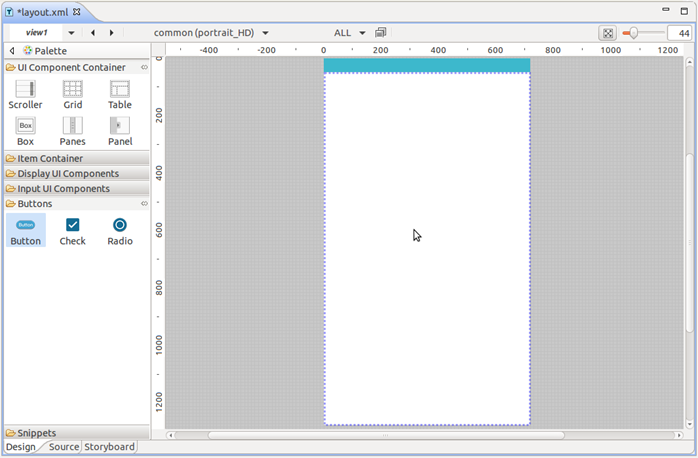 *layout.xml
view1 common (portrait_HD) ALL 44
Palette
-400 -200 0 200 400 600 800 1000 1200
UI Component Container
Scroller Grid Table
Box
Box Panes Panel
Item Container
Display UI Components
Input UI Components
Buttons
Button
Button Check Radio
0
200
400
600
800
1000
1200
Snippets
Design Source Storyboard